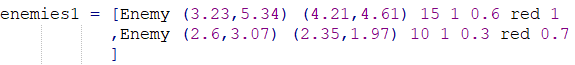 enemies1 = [Enemy (3.23,5.34) (4.21,4.61) 15 1 0.6 red 1
,Enemy (2.6,3.07) (2.35,1.97) 10 1 0.3 red 0.7
]